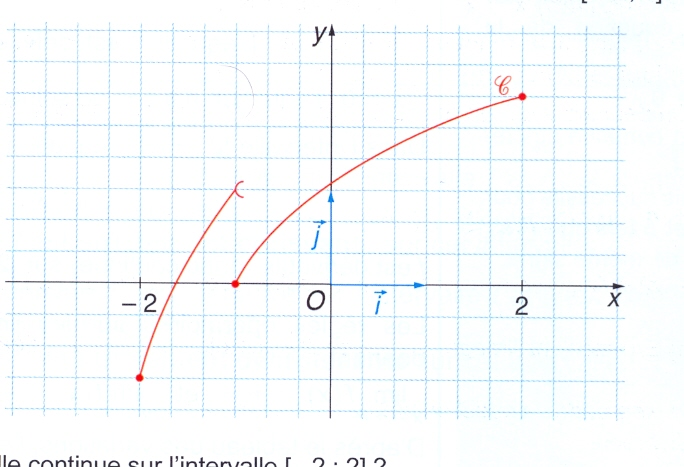 y
𝒞
j
– 2
O
i
2
x
lle continue sur l'intervalle [– 2 ; 2] ?